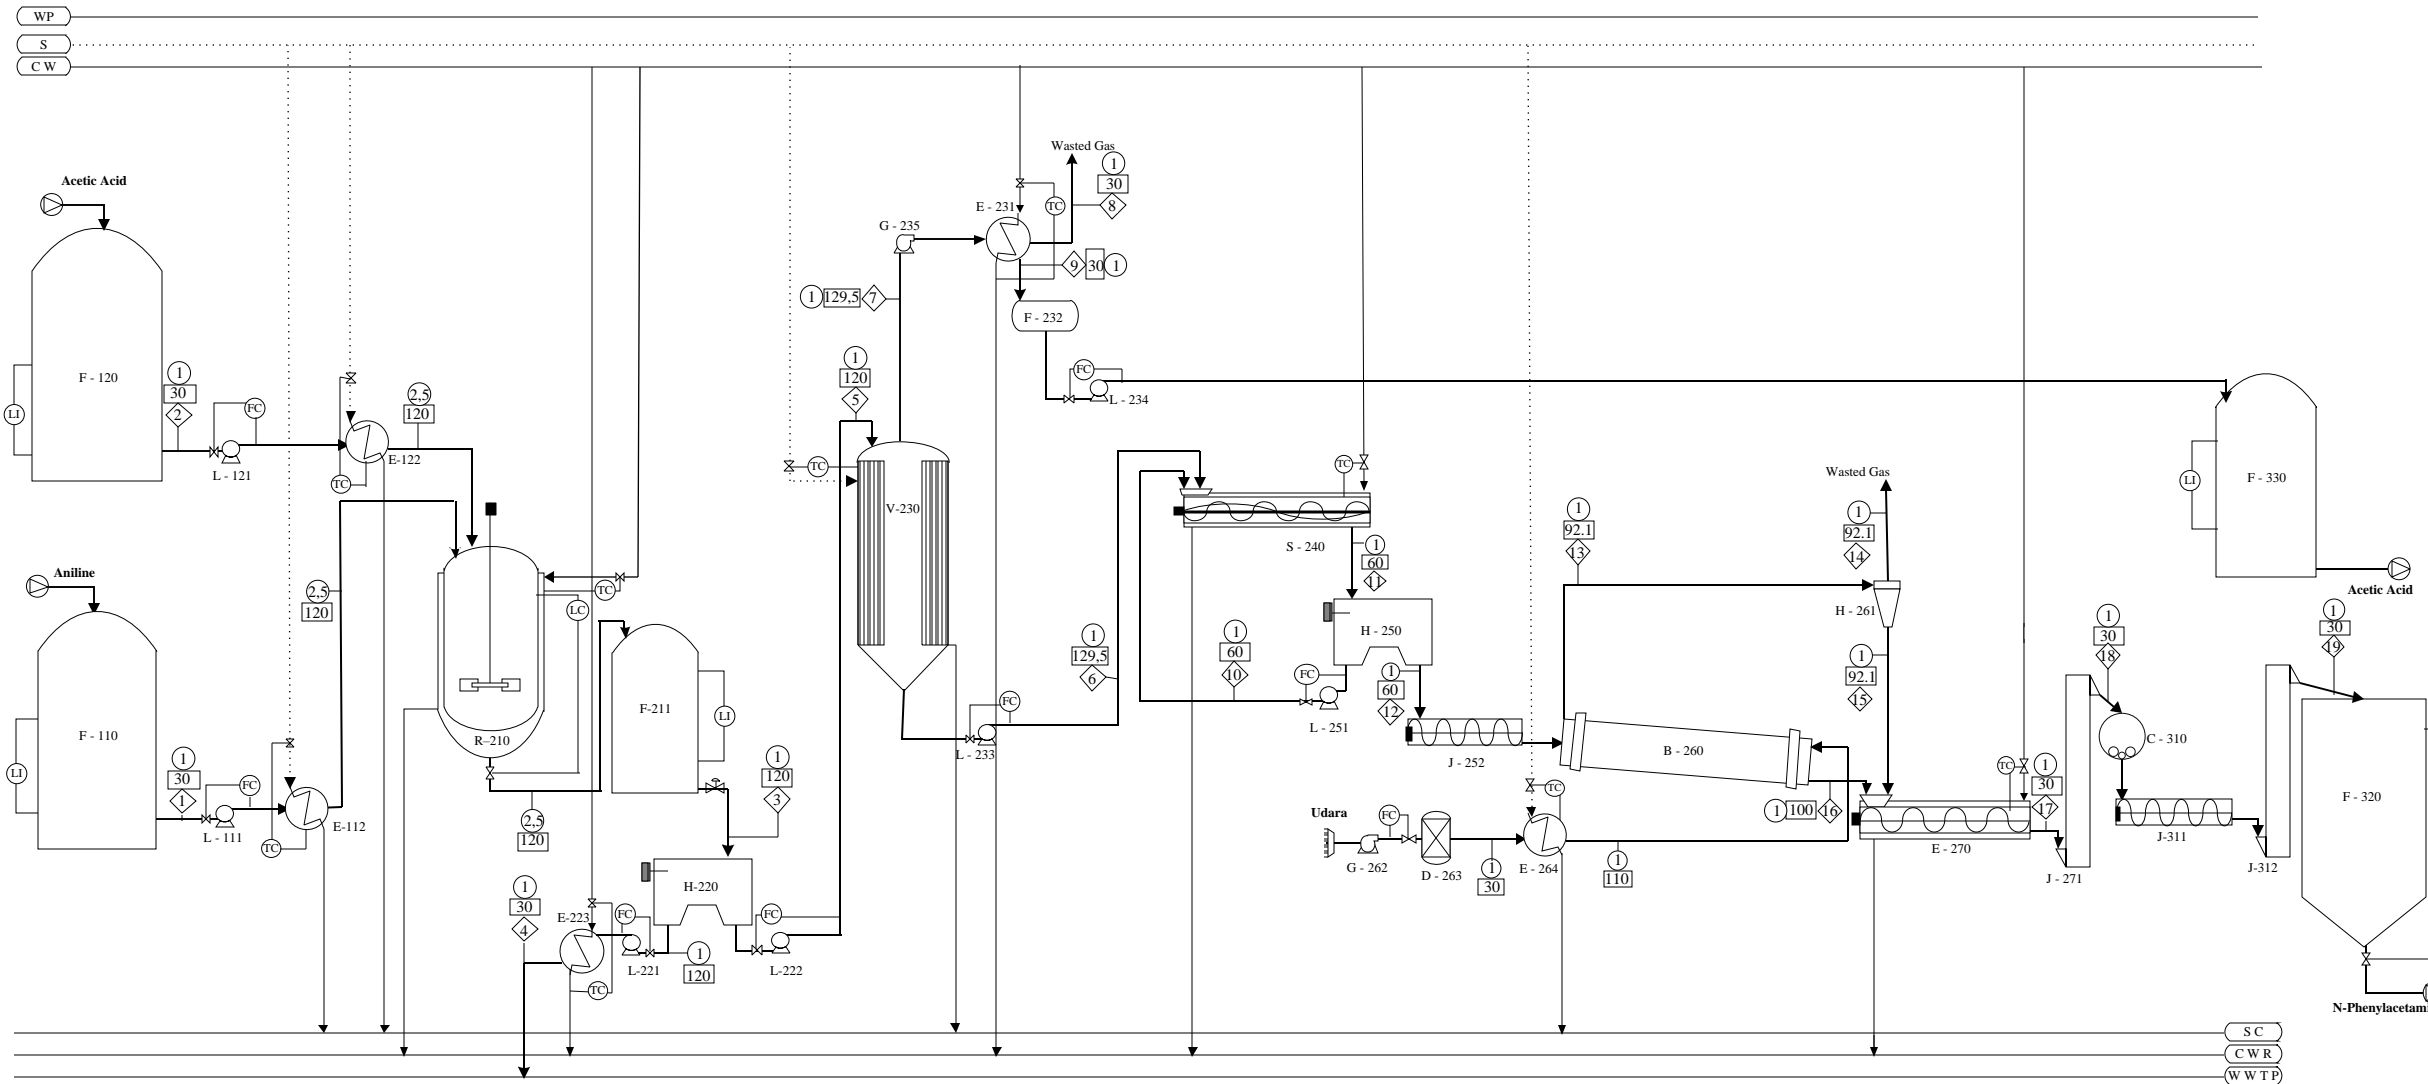 WP
S
C W
Wasted Gas
1
30
8
Acetic Acid
E - 231
TC
G - 235
9
30
1
1
129,5
7
F - 232
F - 120
LI
1
30
2
FC
L - 121
2,5
120
E-122
TC
1
120
5
FC
L - 234
TC
V-230
TC
S - 240
1
60
11
Wasted Gas
1
92.1
13
1
92.1
14
F - 330
LI
Acetic Acid
Aniline
2,5
120
TC
LC
R–210
F-211
LI
1
129,5
6
FC
L - 233
1
60
10
H - 250
FC
L - 251
1
60
12
J - 252
H - 261
1
92.1
15
B - 260
1
30
18
C - 310
1
30
19
F - 110
LI
1
30
1
FC
L - 111
E-112
TC
2,5
120
1
120
3
Udara
FC
G - 262
D - 263
1
30
TC
E - 264
1
110
1
100
16
TC
1
30
17
E - 270
J - 271
J-311
J-312
F - 320
1
30
4
E-223
FC
H-220
FC
L-221
L-222
1
120
TC
N-Phenylacetam
S C
C W R
W W T P